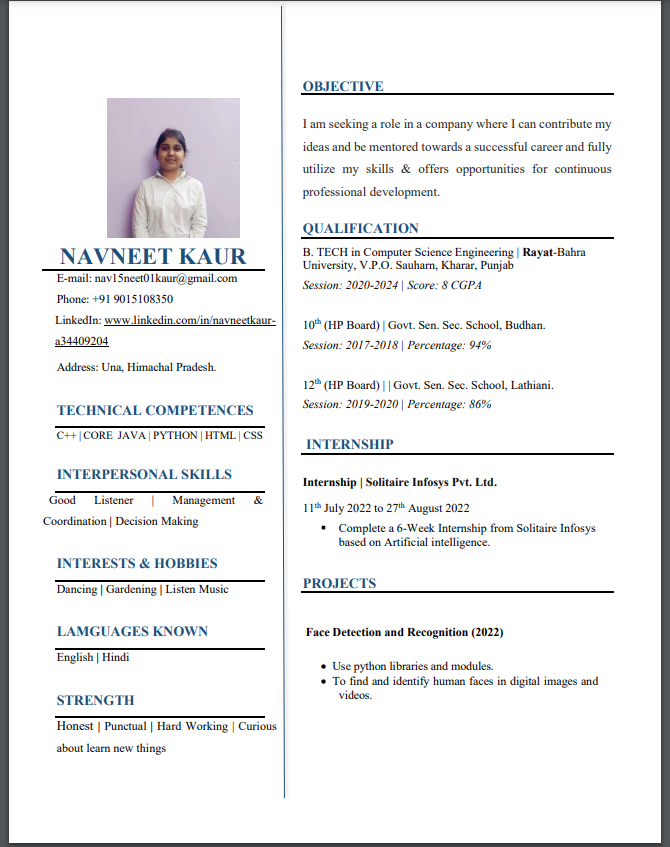 NAVNEET KAUR
E-mail: nav15neet01kaur@gmail.com
Phone: +91 9015108350
LinkedIn: www.linkedin.com/in/navneetkaur-
a34409204
Address: Una, Himachal Pradesh.
TECHNICAL COMPETENCES
C++ | CORE JAVA | PYTHON | HTML | CSS
INTERPERSONAL SKILLS
Good Listener | Management &
Coordination | Decision Making
INTERESTS & HOBBIES
Dancing | Gardening | Listen Music
LAMGUAGES KNOWN
English | Hindi
STRENGTH
Honest | Punctual | Hard Working | Curious
about learn new things
OBJECTIVE
I am seeking a role in a company where I can contribute my
ideas and be mentored towards a successful career and fully
utilize my skills & offers opportunities for continuous
professional development.
QUALIFICATION
B. TECH in Computer Science Engineering | Rayat-Bahra
University, V.P.O. Sauharn, Kharar, Punjab
Session: 2020-2024 | Score: 8 CGPA
10th (HP Board) | Govt. Sen. Sec. School, Budhan.
Session: 2017-2018 | Percentage: 94%
12th (HP Board) | | Govt. Sen. Sec. School, Lathiani.
Session: 2019-2020 | Percentage: 86%
INTERNSHIP
Internship | Solitaire Infosys Pvt. Ltd.
11th July 2022 to 27th August 2022
▪ Complete a 6-Week Internship from Solitaire Infosys
based on Artificial intelligence.
PROJECTS
Face Detection and Recognition (2022)
• Use python libraries and modules.
• To find and identify human faces in digital images and
videos.